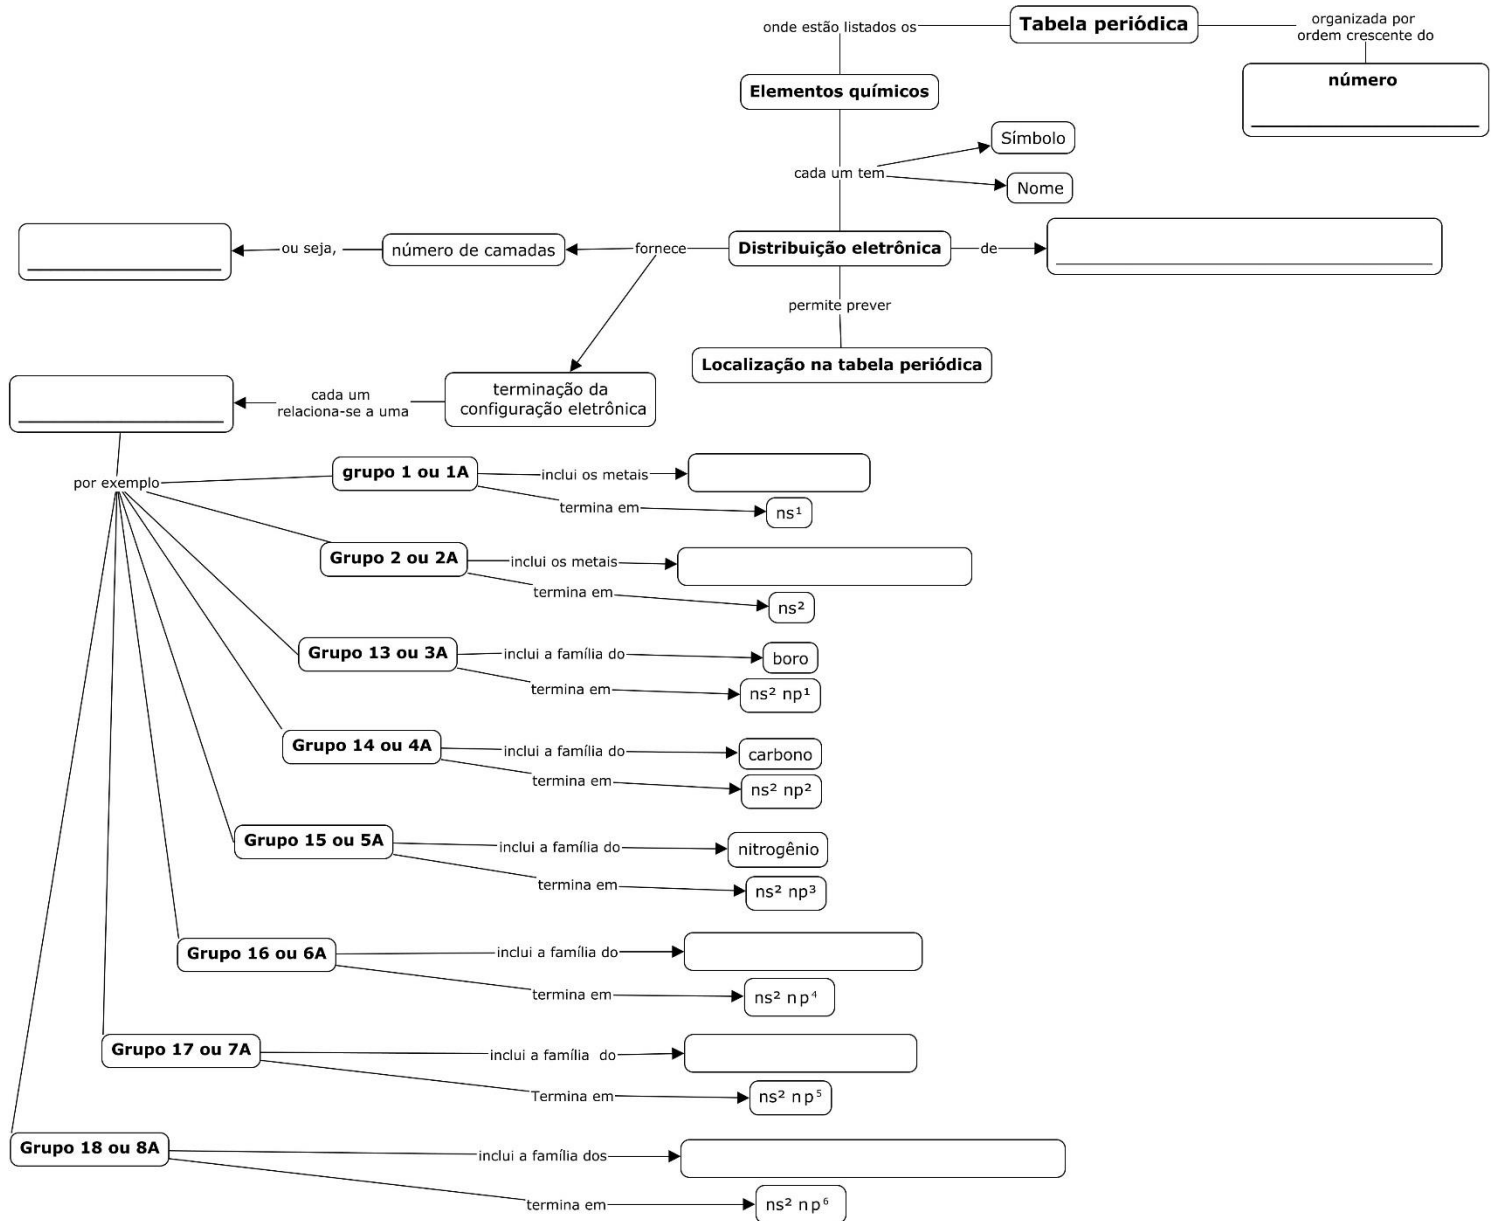 onde estão listados os
Tabela periódica
organizada por
ordem crescente do
Elementos químicos
número
Símbolo
cada um tem
Nome
ou seja,
número de camadas
fornece
Distribuição eletrônica
de
permite prever
Localização na tabela periódica
cada um
relaciona-se a uma
terminação da
configuração eletrônica
por exemplo
grupo 1 ou 1A
inclui os metais
termina em
ns¹
Grupo 2 ou 2A
inclui os metais
termina em
ns²
Grupo 13 ou 3A
inclui a família do
boro
termina em
ns² np¹
Grupo 14 ou 4A
inclui a família do
carbono
termina em
ns² np²
Grupo 15 ou 5A
inclui a família do
nitrogênio
termina em
ns² np³
Grupo 16 ou 6A
inclui a família do
termina em
ns² np⁴
Grupo 17 ou 7A
inclui a família do
Termina em
ns² np⁵
Grupo 18 ou 8A
inclui a família dos
termina em
ns² np⁶